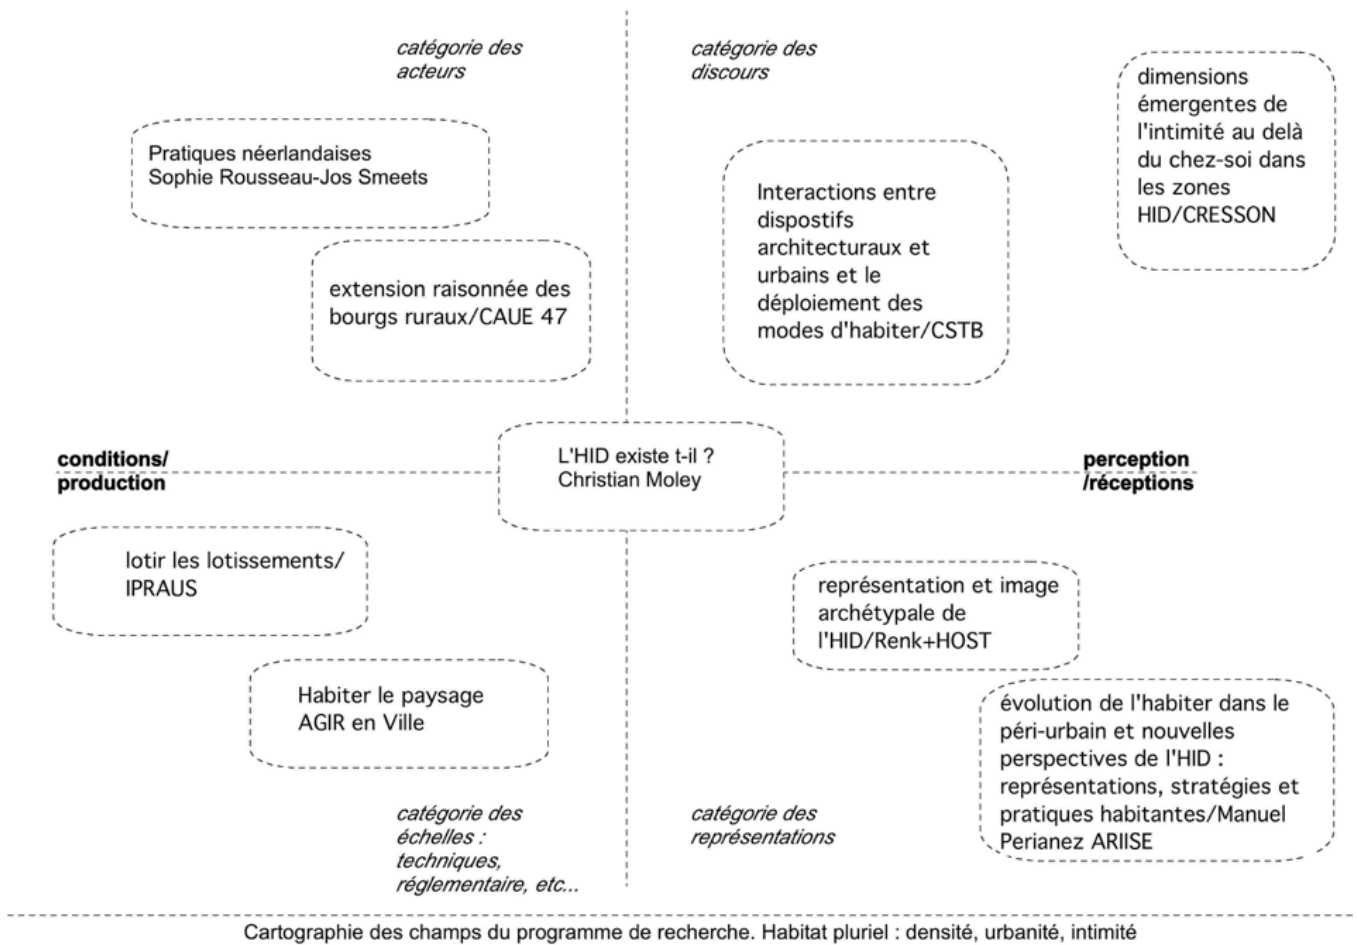 catégorie des
acteurs
catégorie des
discours
dimensions
émergentes de
l'intimité au delà
du chez-soi dans
les zones
HID/CRESSON
Pratiques néerlandaises
Sophie Rousseau-Jos Smeets
Interactions entre
dispostifs
architecturaux et
urbains et le
déploiement des
modes d'habiter/CSTB
extension raisonnée des
bourgs ruraux/CAUE 47
conditions/
production
L'HID existe t-il ?
Christian Moley
perception
/réceptions
lotir les lotissements/
IPRAUS
représentation et image
archétypale de
l'HID/Renk+HOST
Habiter le paysage
AGIR en Ville
évolution de l'habiter dans le
péri-urbain et nouvelles
perspectives de l'HID :
représentations, stratégies et
pratiques habitantes/Manuel
Perianez ARIISE
catégorie des
échelles :
techniques,
réglementaire, etc...
catégorie des
représentations
Cartographie des champs du programme de recherche. Habitat pluriel : densité, urbanité, intimité